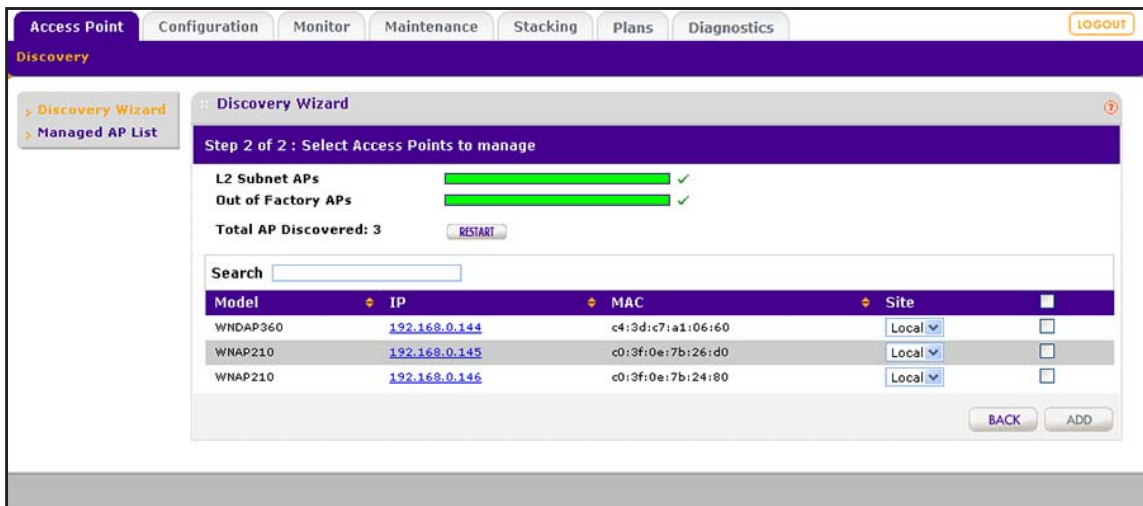 Access Point Configuration Monitor Maintenance Stacking Plans Diagnostics LOGOUT
Discovery
Discovery Wizard
Managed AP List
Discovery Wizard ?
Step 2 of 2 : Select Access Points to manage
L2 Subnet APs
Out of Factory APs
Total AP Discovered: 3 RESTART
Search
Model IP MAC Site
WNDAP360 192.168.0.144 c4:3d:c7:a1:06:60 Local
WNAP210 192.168.0.145 c0:3f:0e:7b:26:d0 Local
WNAP210 192.168.0.146 c0:3f:0e:7b:24:80 Local
BACK ADD